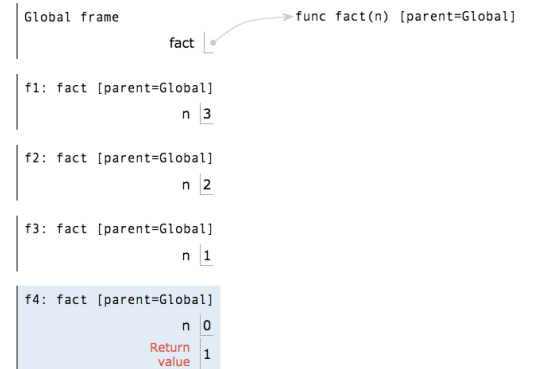 Global frame
func fact(n) [parent=Global]
fact
f1: fact [parent=Global]
n 3
f2: fact [parent=Global]
n 2
f3: fact [parent=Global]
n 1
f4: fact [parent=Global]
n 0
Return
value 1